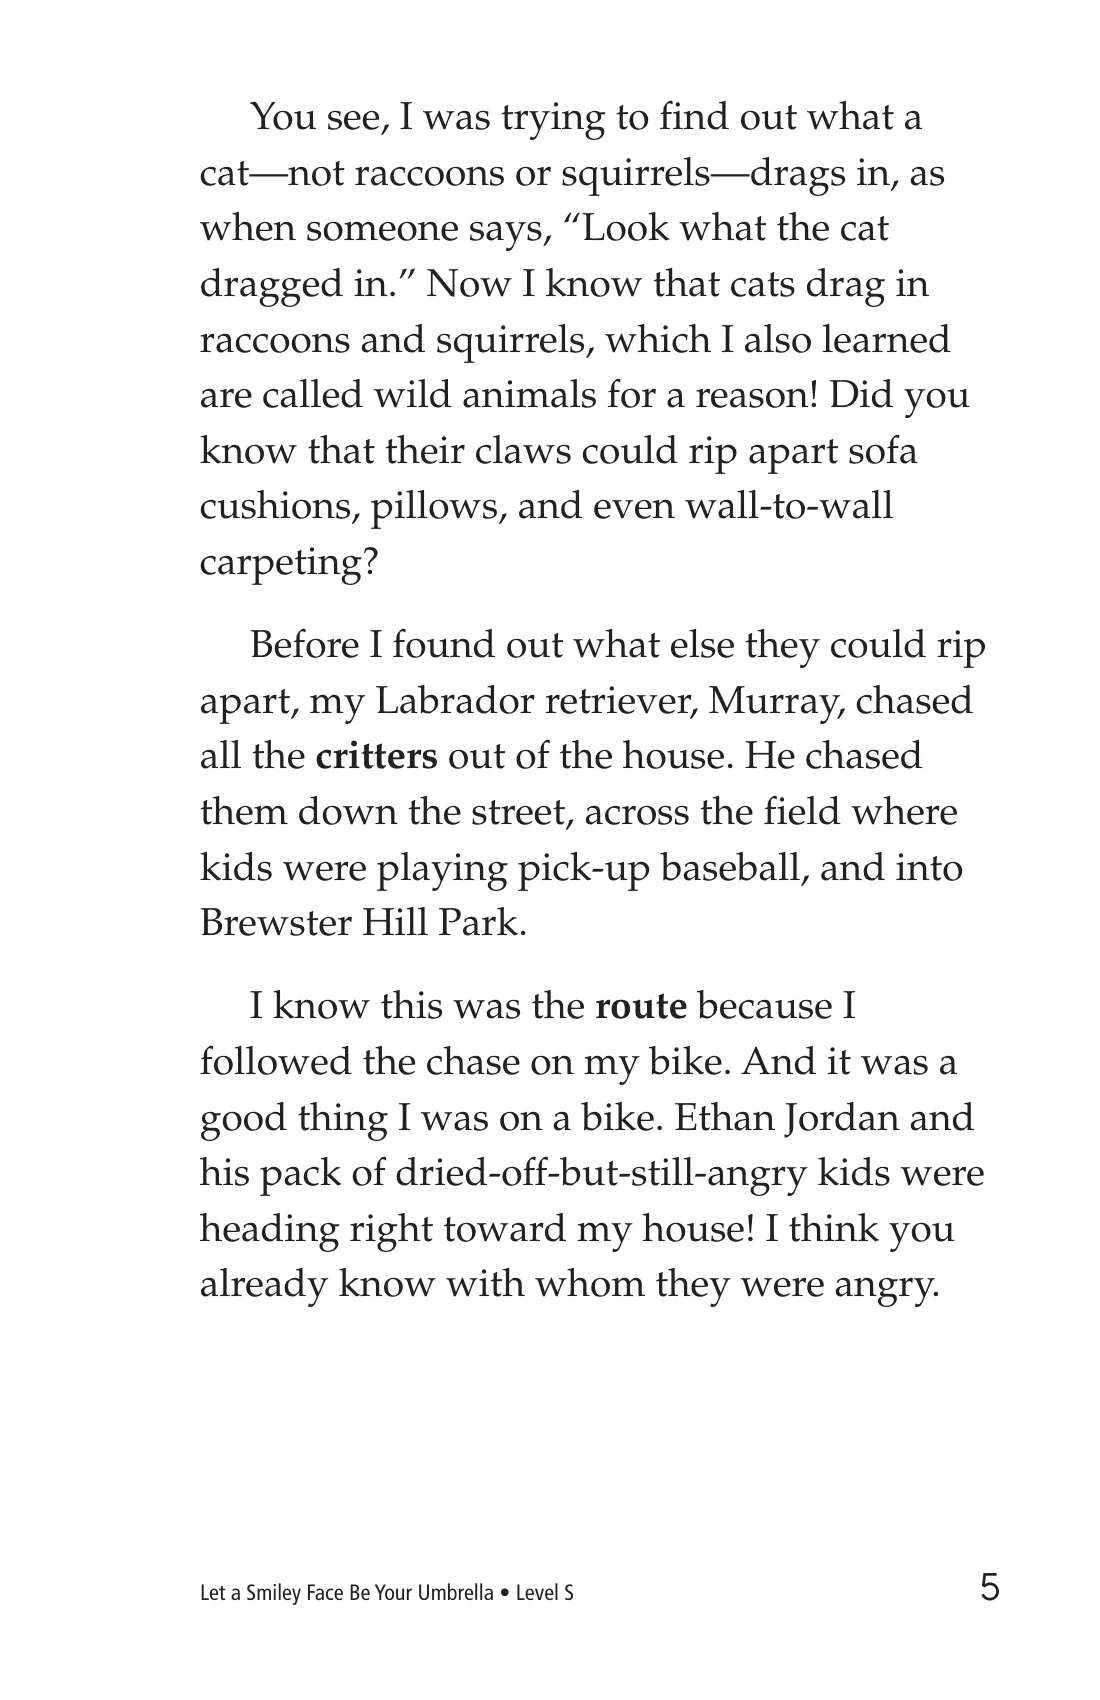 You see, I was trying to find out what a
cat—not raccoons or squirrels—drags in, as
when someone says, “Look what the cat
dragged in.” Now I know that cats drag in
raccoons and squirrels, which I also learned
are called wild animals for a reason! Did you
know that their claws could rip apart sofa
cushions, pillows, and even wall-to-wall
carpeting?
Before I found out what else they could rip
apart, my Labrador retriever, Murray, chased
all the critters out of the house. He chased
them down the street, across the field where
kids were playing pick-up baseball, and into
Brewster Hill Park.
I know this was the route because I
followed the chase on my bike. And it was a
good thing I was on a bike. Ethan Jordan and
his pack of dried-off-but-still-angry kids were
heading right toward my house! I think you
already know with whom they were angry.
Let a Smiley Face Be Your Umbrella • Level S 5